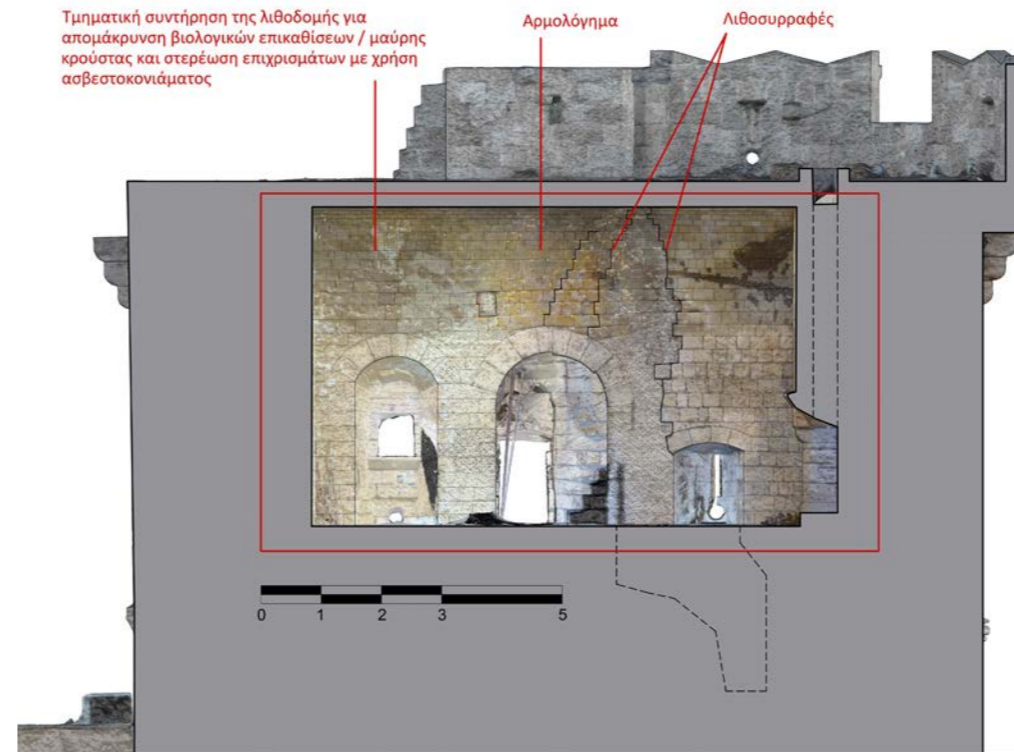 Τμηματική συντήρηση της λιθοδομής για
απομάκρυνση βιολογικών επικαθίσεων / μαύρης
κρούστας και στερέωση επιχρισμάτων με χρήση
ασβεστοκονιάματος
Αρμολόγημα
Λιθοσυρραφές
0 1 2 3 5